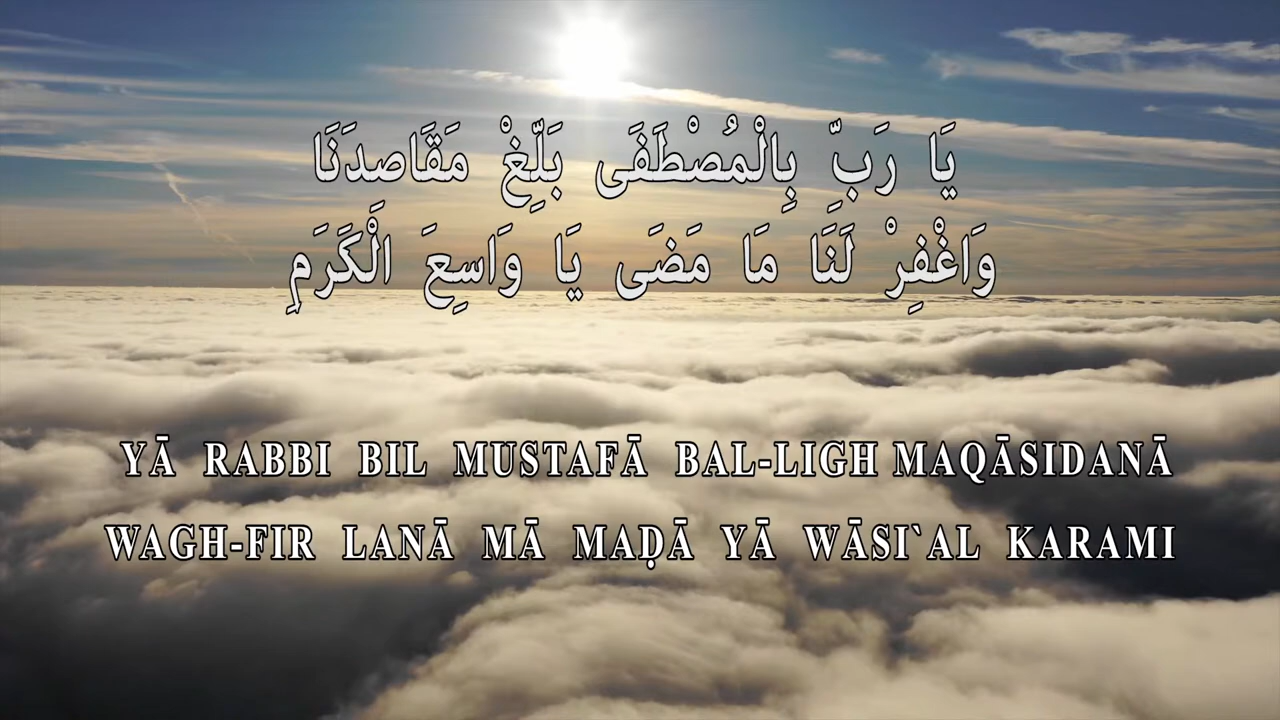 يَا رَبِّ بِالْمُصْطَفَى بَلِّغْ مَقَاصِدَنَا
وَاغْفِرْ لَنَا مَا مَضَى يَا وَاسِعَ الْكَرَمِ
YĀ RABBI BIL MUSTAFĀ BAL-LIGH MAQĀSIDANĀ
WAGH-FIR LANĀ MĀ MAḌĀ YĀ WĀSI`AL KARAMI